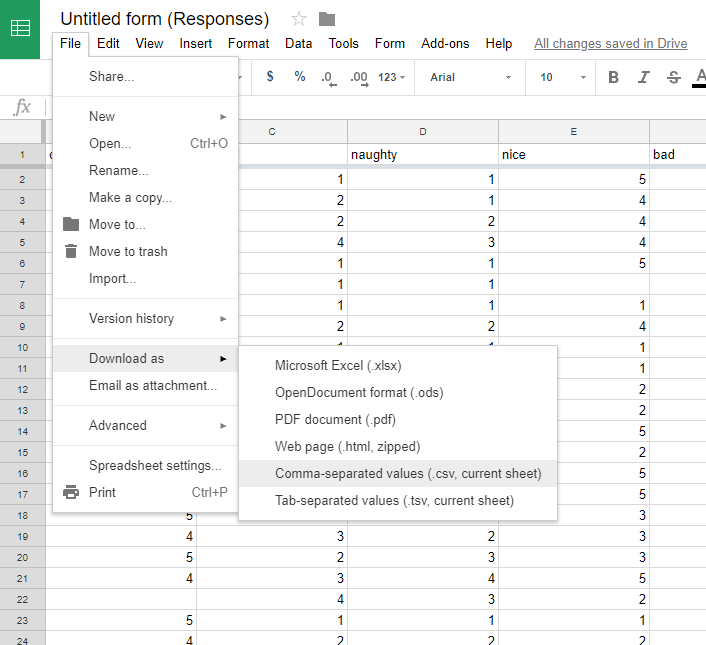 Untitled form (Responses)
File Edit View Insert Format Data Tools Form Add-ons Help All changes saved in Drive
$ % .0 .00 123 Arial 10 B I S A
fx
Share...
New
Open... Ctrl+O
Rename...
Make a copy...
Move to...
Move to trash
Import...
Version history
Download as
Email as attachment...
Advanced
Spreadsheet settings...
Print Ctrl+P
Microsoft Excel (.xlsx)
OpenDocument format (.ods)
PDF document (.pdf)
Web page (.html, zipped)
Comma-separated values (.csv, current sheet)
Tab-separated values (.tsv, current sheet)
C D E
1 naughty nice bad
2 1 1 5
3 2 1 4
4 2 2 4
5 4 3 4
6 1 1 5
7 1 1
8 1 1 1
9 2 2 4
10 1
11 1
12 2
13 2
14 5
15 2
16 5
17 5
18 5 3
19 4 3 2 3
20 5 2 3 3
21 4 3 4 5
22 4 3 2
23 5 1 1 1
24 4 2 2 2